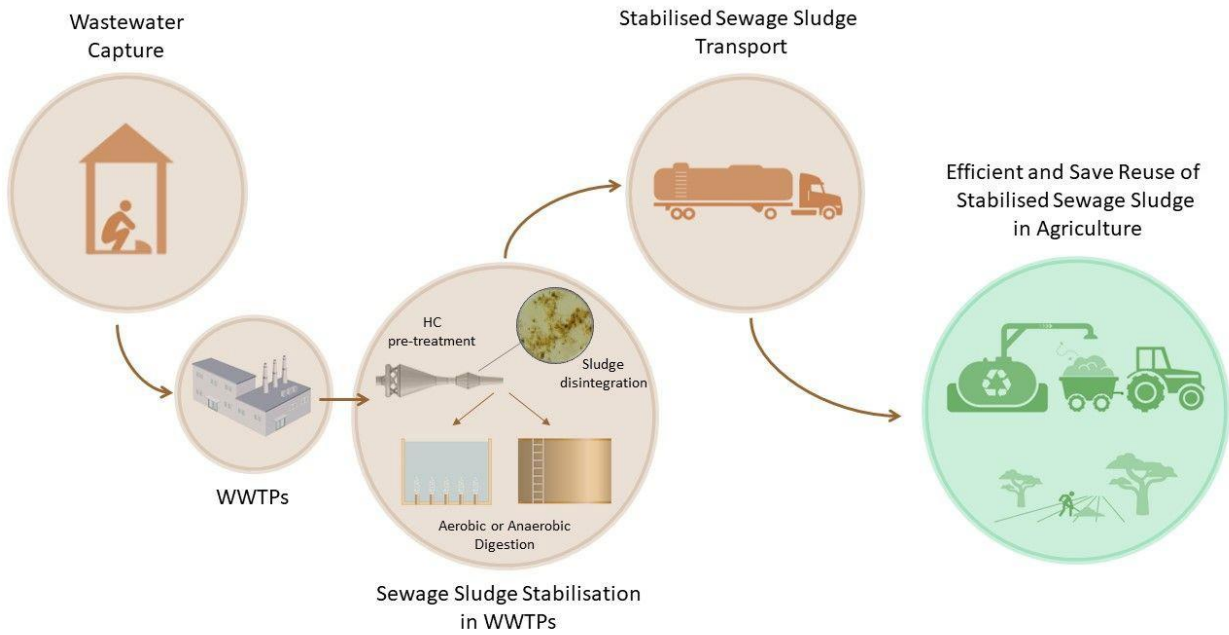 Wastewater
Capture
WWTPs
HC
pre-treatment
Sludge
disintegration
Aerobic or Anaerobic
Digestion
Sewage Sludge Stabilisation
in WWTPs
Stabilised Sewage Sludge
Transport
Efficient and Save Reuse of
Stabilised Sewage Sludge
in Agriculture